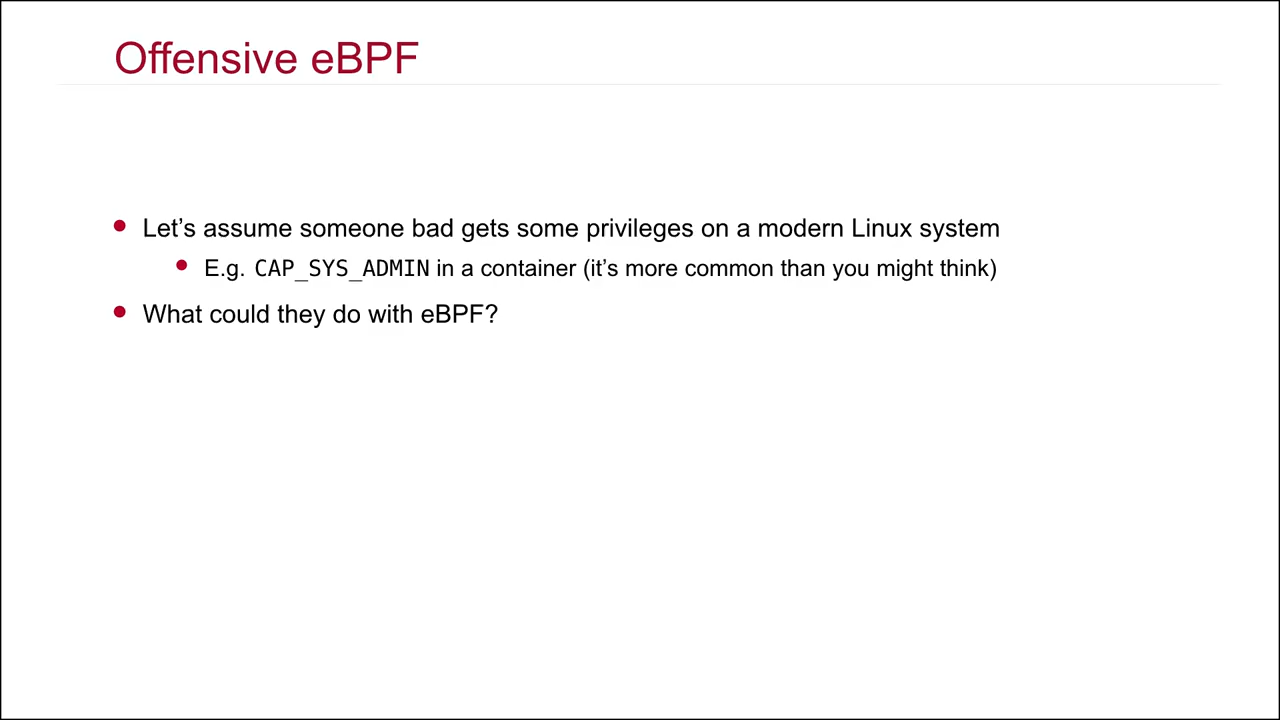 Offensive eBPF
Let’s assume someone bad gets some privileges on a modern Linux system
E.g. CAP_SYS_ADMIN in a container (it’s more common than you might think)
What could they do with eBPF?